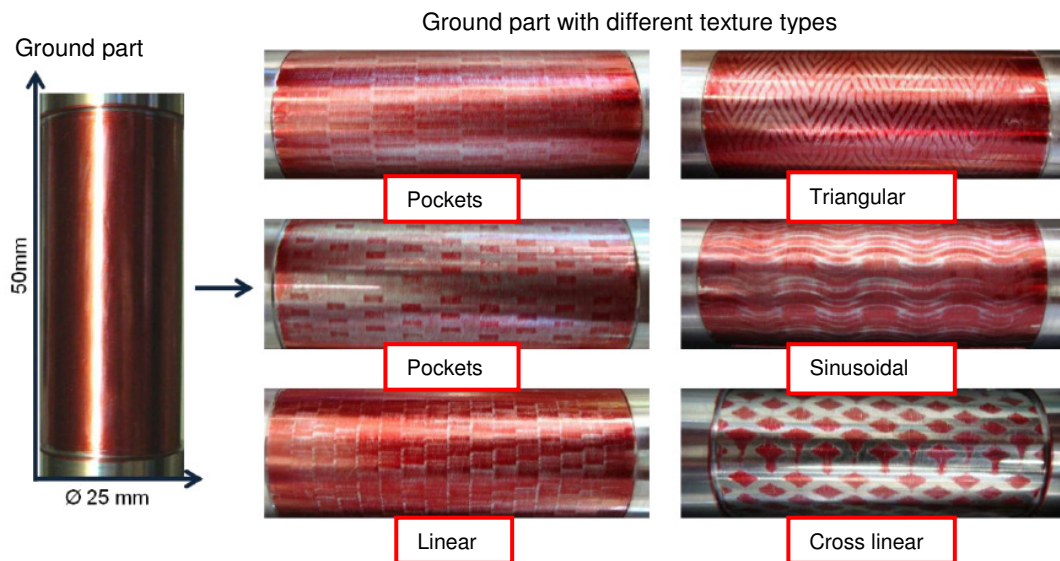 Ground part with different texture types
Ground part
50mm
Ø 25 mm
Pockets
Triangular
Pockets
Sinusoidal
Linear
Cross linear